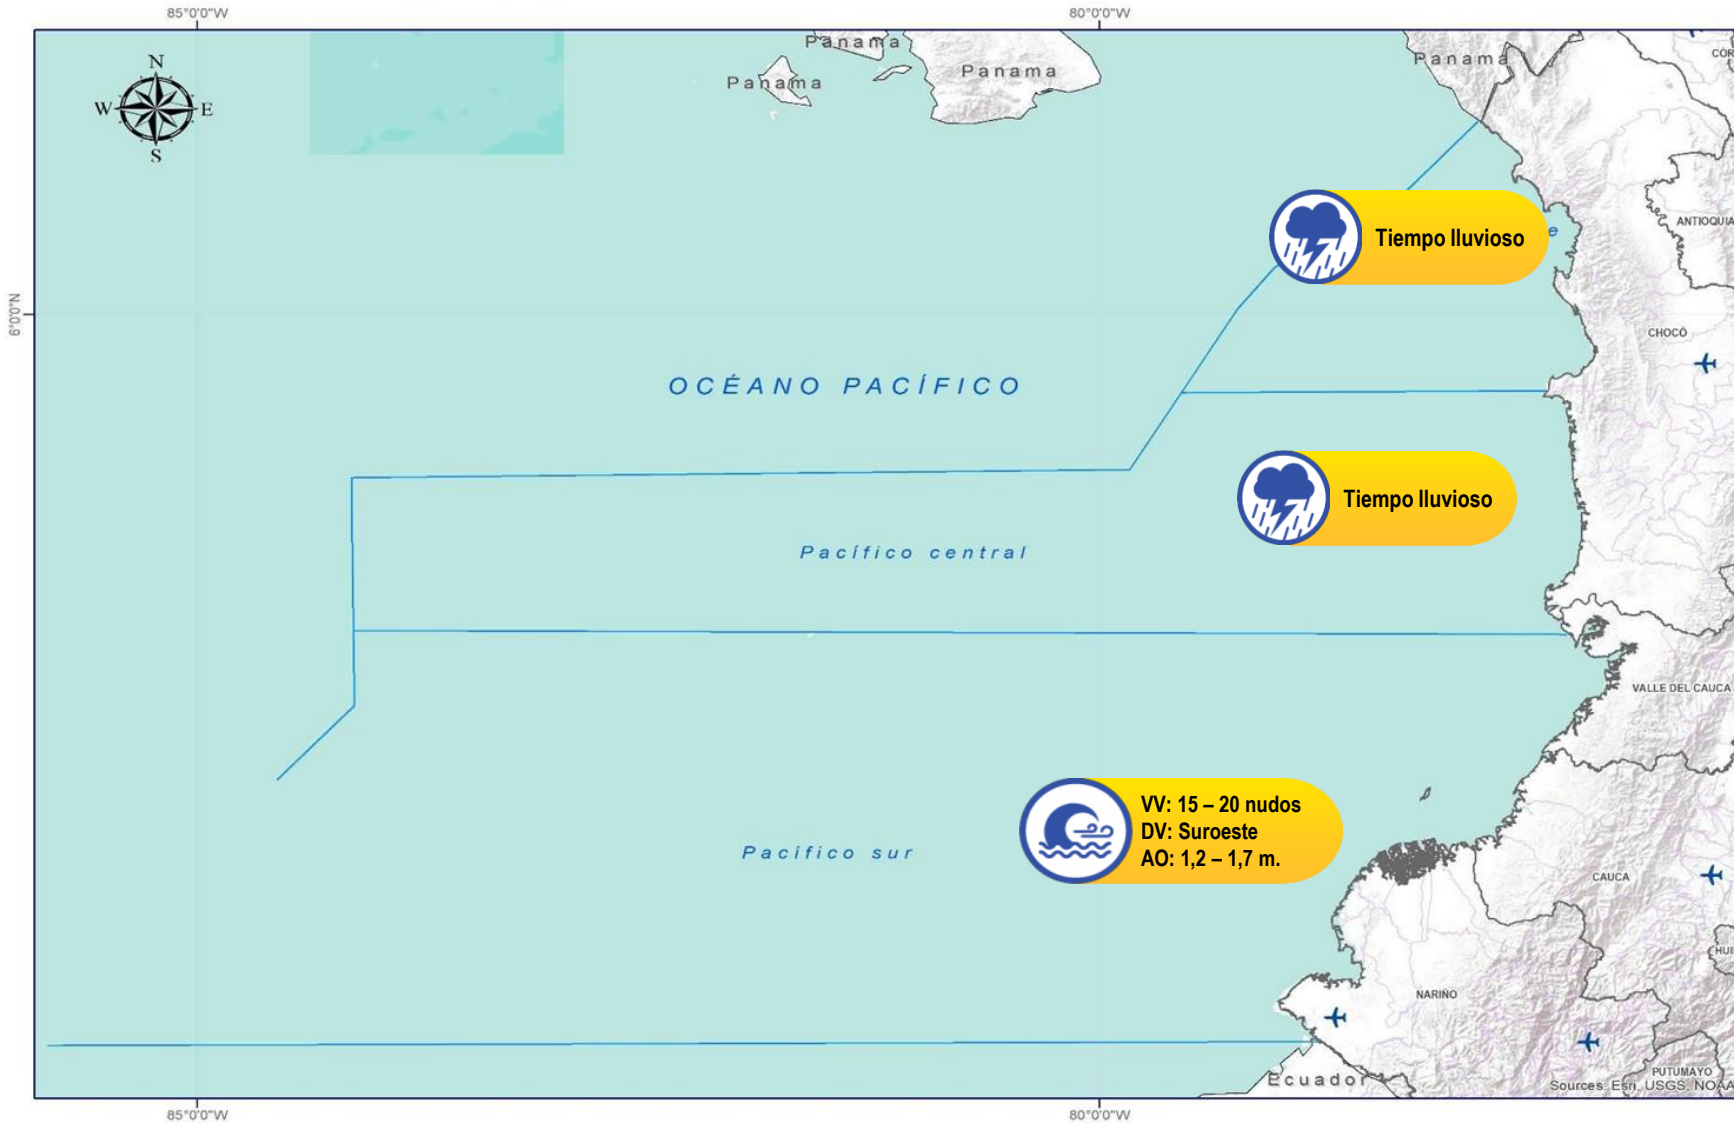 85°0'0"W
80°0'0"W
N
W
E
S
Panama
Panama
Panama
Panama
CÓR
ANTIOQUIA
Tiempo lluvioso
e
6°0'0"N
CHOCÓ
OCÉANO PACÍFICO
Tiempo lluvioso
Pacífico central
VALLE DEL CAUCA
VV: 15 – 20 nudos
DV: Suroeste
AO: 1,2 – 1,7 m.
Pacífico sur
CAUCA
HUI
NARIÑO
Ecuador
PUTUMAYO
Sources: Esri, USGS, NOAA
85°0'0"W
80°0'0"W